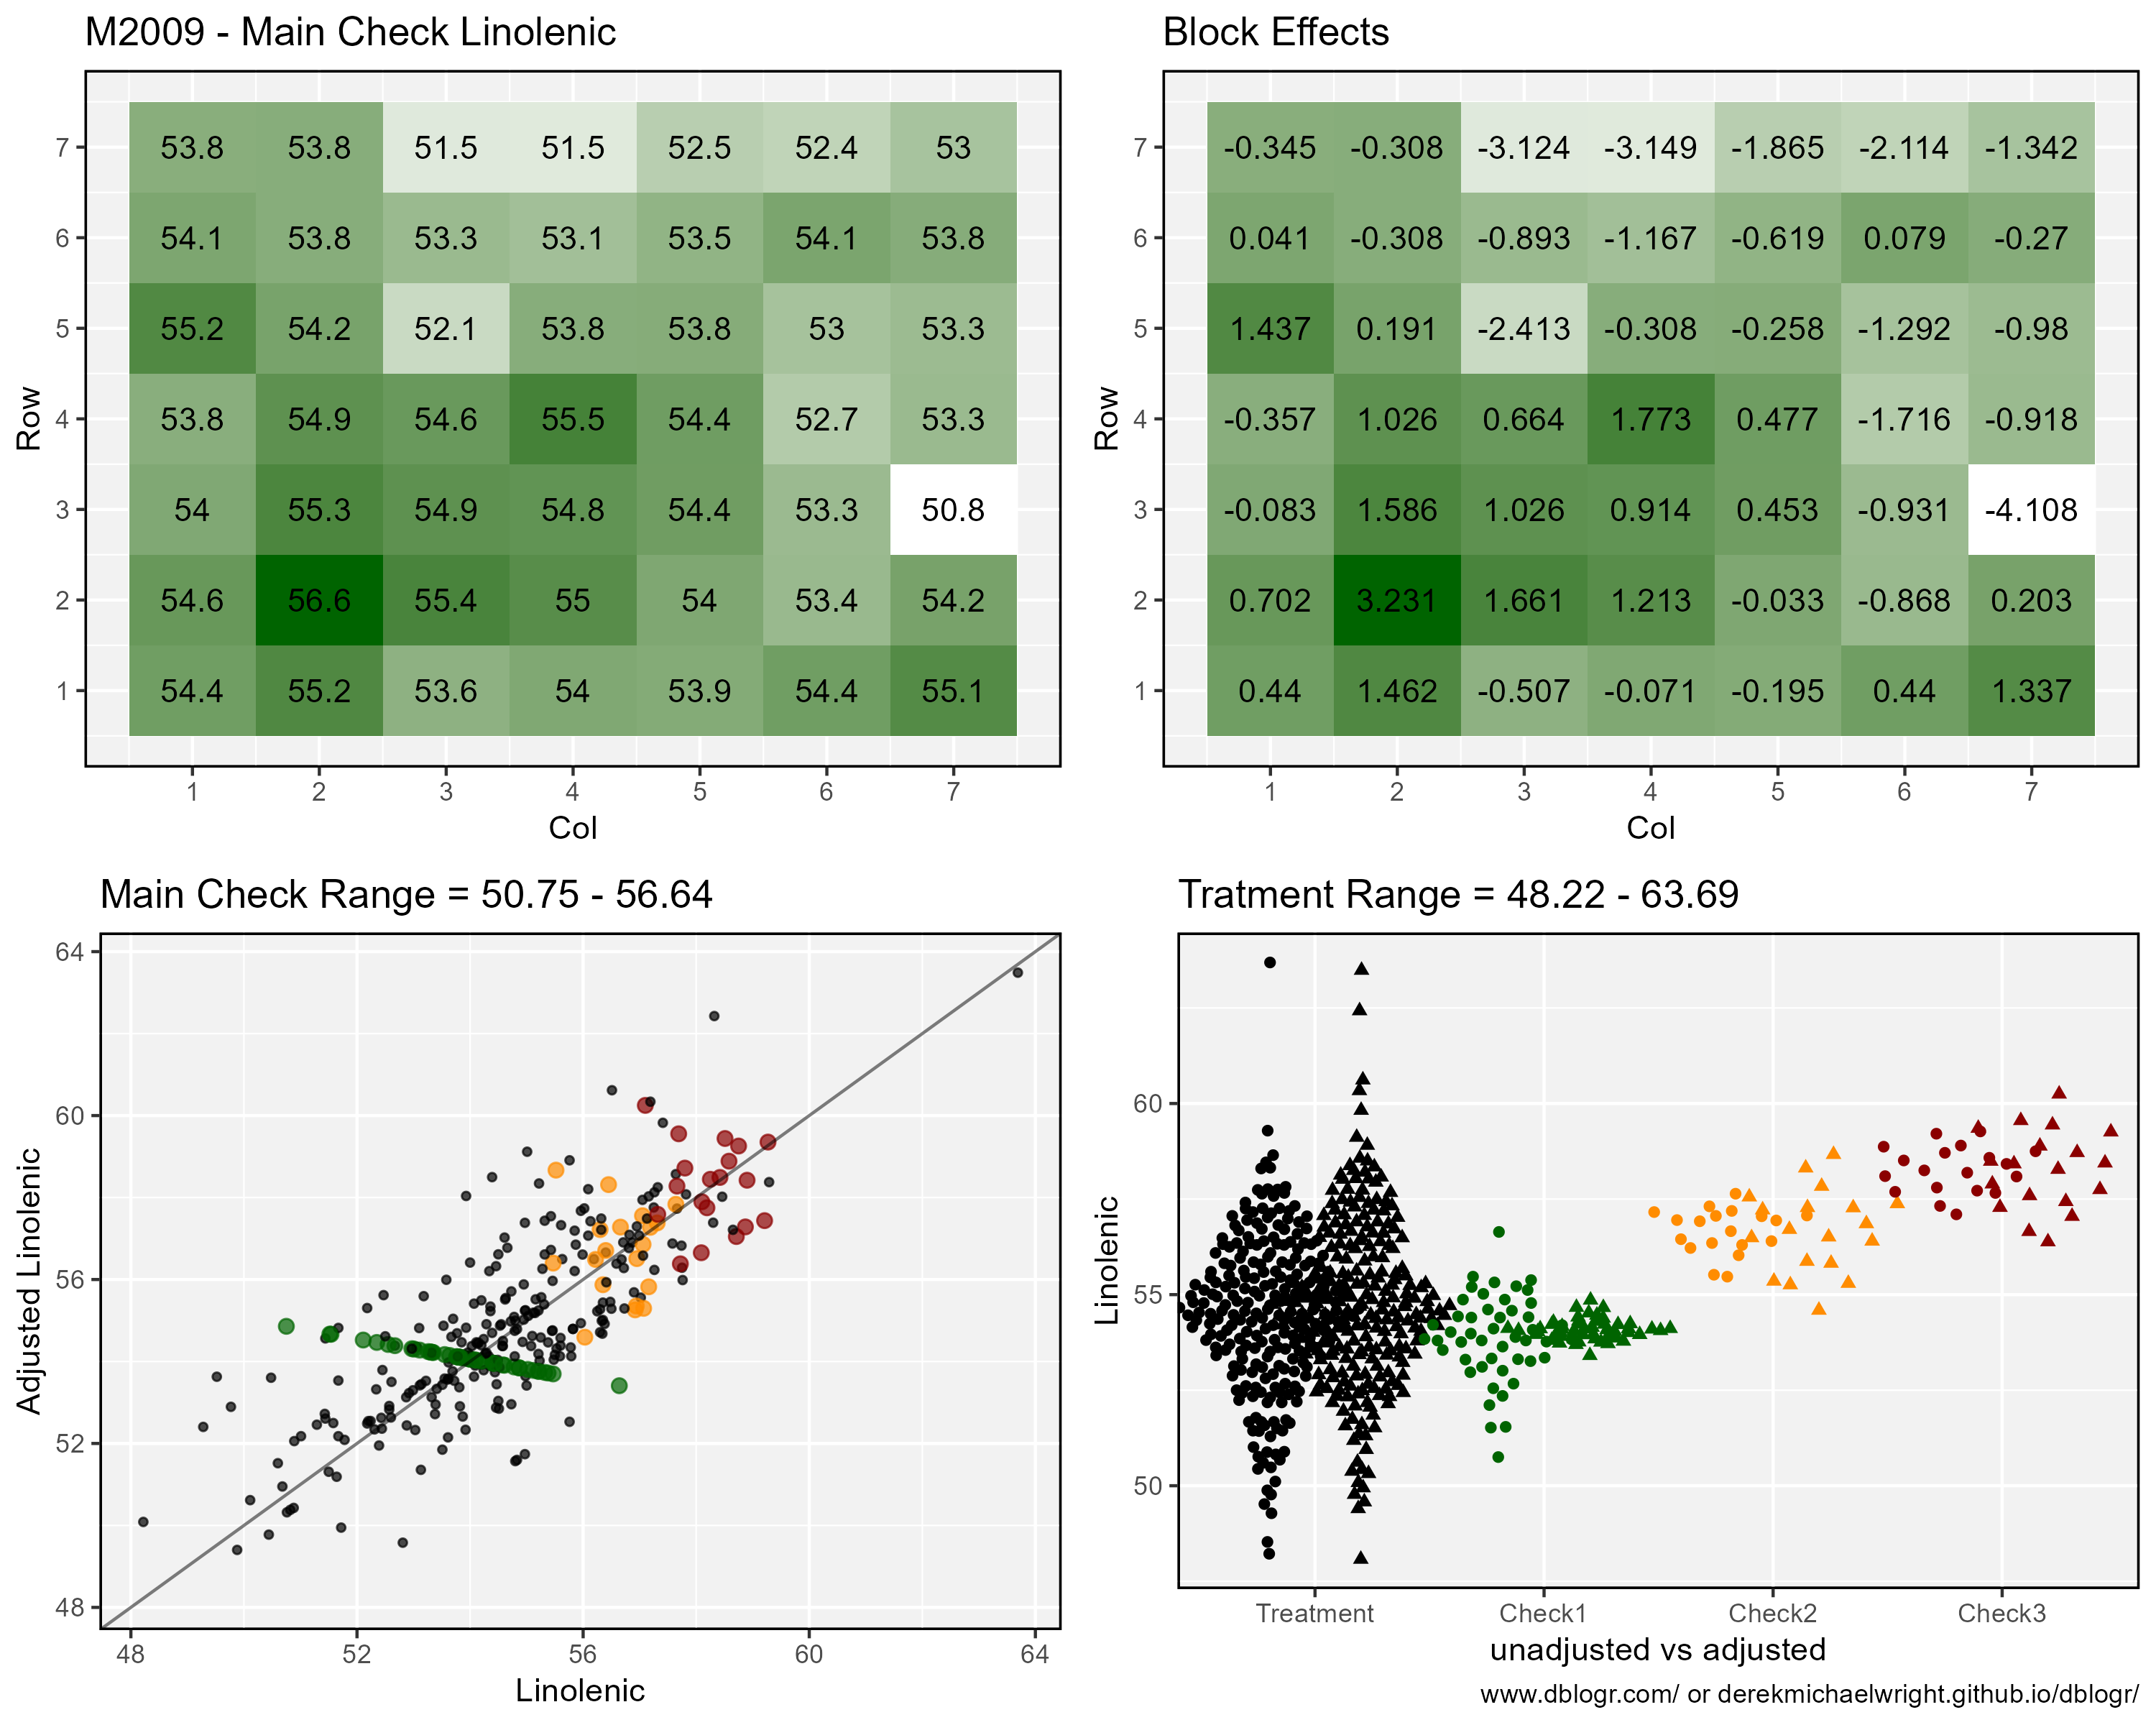 M2009 - Main Check Linolenic
Row
7 53.8 53.8 51.5 51.5 52.5 52.4 53
6 54.1 53.8 53.3 53.1 53.5 54.1 53.8
5 55.2 54.2 52.1 53.8 53.8 53 53.3
4 53.8 54.9 54.6 55.5 54.4 52.7 53.3
3 54 55.3 54.9 54.8 54.4 53.3 50.8
2 54.6 56.6 55.4 55 54 53.4 54.2
1 54.4 55.2 53.6 54 53.9 54.4 55.1
1 2 3 4 5 6 7
Col
Block Effects
Row
7 -0.345 -0.308 -3.124 -3.149 -1.865 -2.114 -1.342
6 0.041 -0.308 -0.893 -1.167 -0.619 0.079 -0.27
5 1.437 0.191 -2.413 -0.308 -0.258 -1.292 -0.98
4 -0.357 1.026 0.664 1.773 0.477 -1.716 -0.918
3 -0.083 1.586 1.026 0.914 0.453 -0.931 -4.108
2 0.702 3.231 1.661 1.213 -0.033 -0.868 0.203
1 0.44 1.462 -0.507 -0.071 -0.195 0.44 1.337
1 2 3 4 5 6 7
Col
Main Check Range = 50.75 - 56.64
Adjusted Linolenic
64
60
56
52
48
48 52 56 60 64
Linolenic
Tratment Range = 48.22 - 63.69
Linolenic
60
55
50
Treatment Check1 Check2 Check3
unadjusted vs adjusted
www.dblogr.com/ or derekmichaelwright.github.io/dblogr/